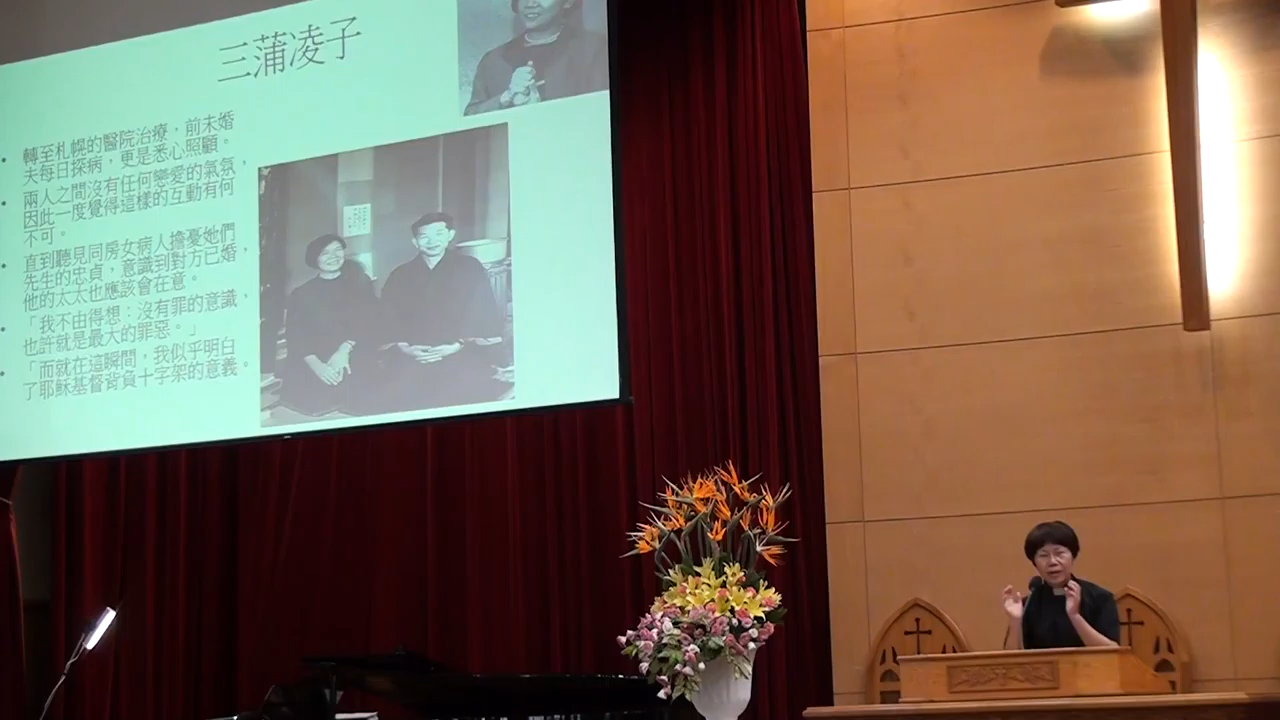 三蒲凌子
轉至札幌的醫院治療，前未婚
夫每日探病，更是悉心照顧。
兩人之間沒有任何戀愛的氣氛，
因此一度覺得這樣的互動有何
不可。
直到聽見同房女病人擔憂她們
先生的忠貞，意識到對方已婚，
他的太太也應該會在意。
「我不由得想：沒有罪的意識，
也許就是最大的罪惡。」
「而就在這瞬間，我似乎明白
了耶穌基督背負十字架的意義。